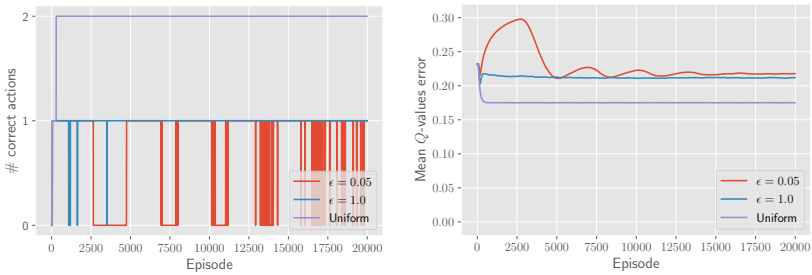 # correct actions
2
1
0
0
2500
5000
7500
10000
12500
15000
17500
20000
Episode
ϵ = 0.05
ϵ = 1.0
Uniform
Mean Q-values error
0.30
0.25
0.20
0.15
0.10
0.05
0.00
0
2500
5000
7500
10000
12500
15000
17500
20000
Episode
ϵ = 0.05
ϵ = 1.0
Uniform